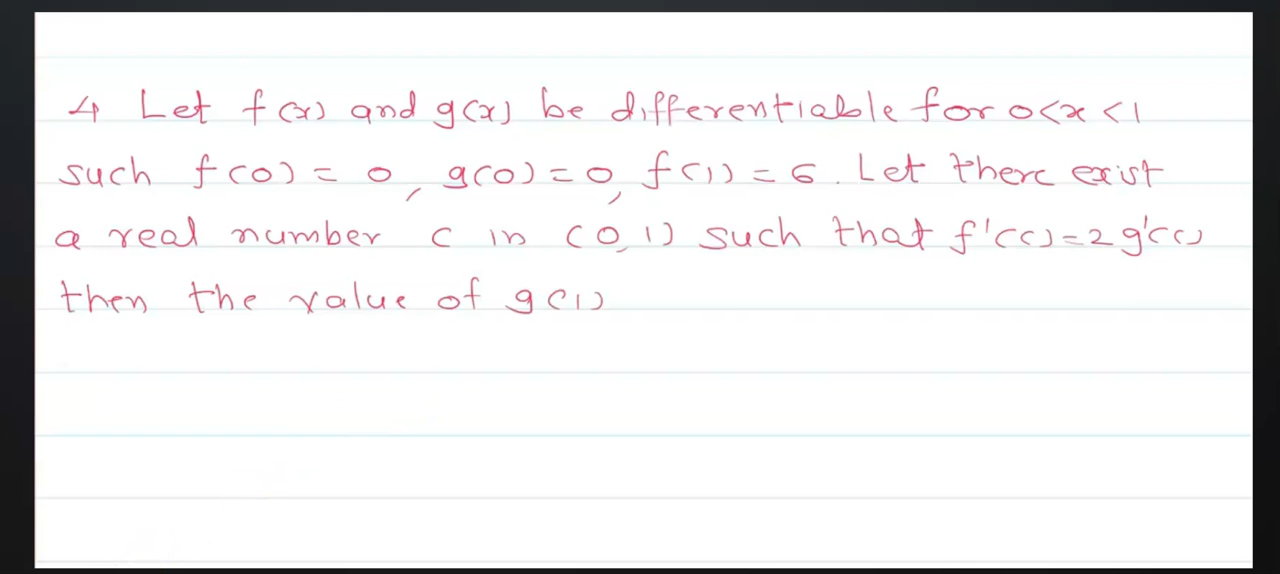 4 Let f(x) and g(x) be differentiable for 0<x<1
such f(0) = 0, g(0)=0, f(1) = 6. Let there exist
a real number c in (0,1) such that f'(c)=2g'(c)
then the value of g(1)